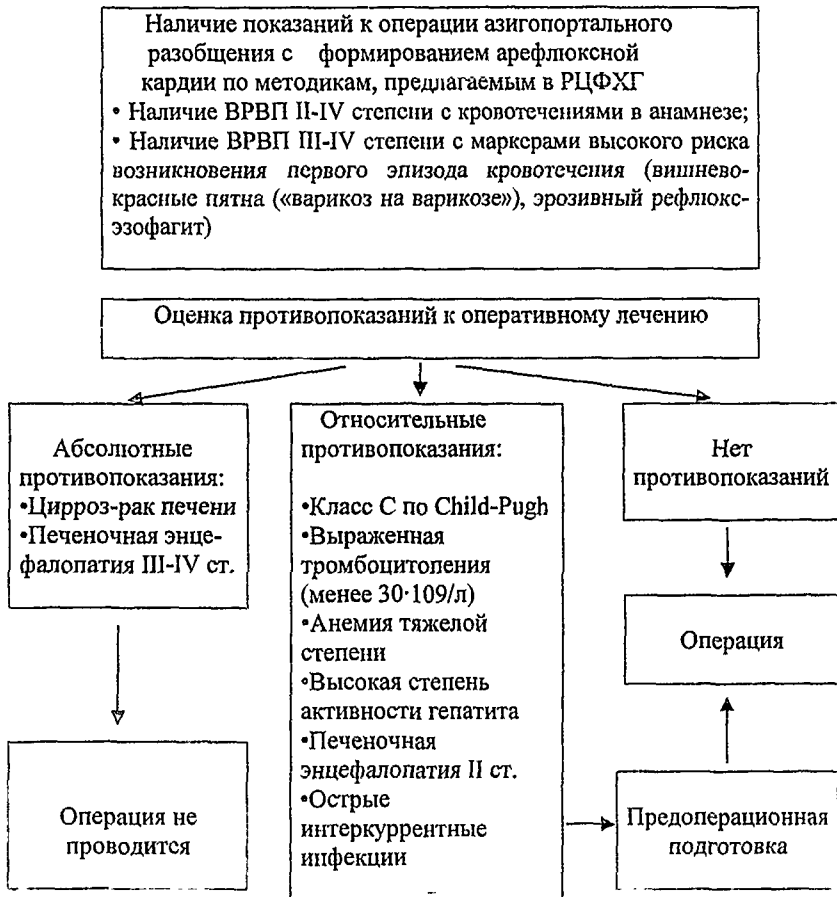 Наличие показаний к операции азигопортального
разобщения с формированием арефлюксной
кардии по методикам, предлагаемым в РЦФХГ
• Наличие ВРВП II-IV степени с кровотечениями в анамнезе;
• Наличие ВРВП III-IV степени с маркерами высокого риска
возникновения первого эпизода кровотечения (вишнево-
красные пятна («варикоз на варикозе»), эрозивный рефлюкс-
эзофагит)
Оценка противопоказаний к оперативному лечению
Абсолютные
противопоказания:
•Цирроз-рак печени
•Печеночная энце-
фалопатия III-IV ст.
Операция не
проводится
Относительные
противопоказания:
•Класс С по Child-Pugh
•Выраженная
тромбоцитопения
(менее 30·109/л)
•Анемия тяжелой
степени
•Высокая степень
активности гепатита
•Печеночная
энцефалопатия II ст.
•Острые
интеркуррентные
инфекции
Нет
противопоказаний
Операция
Предоперационная
подготовка